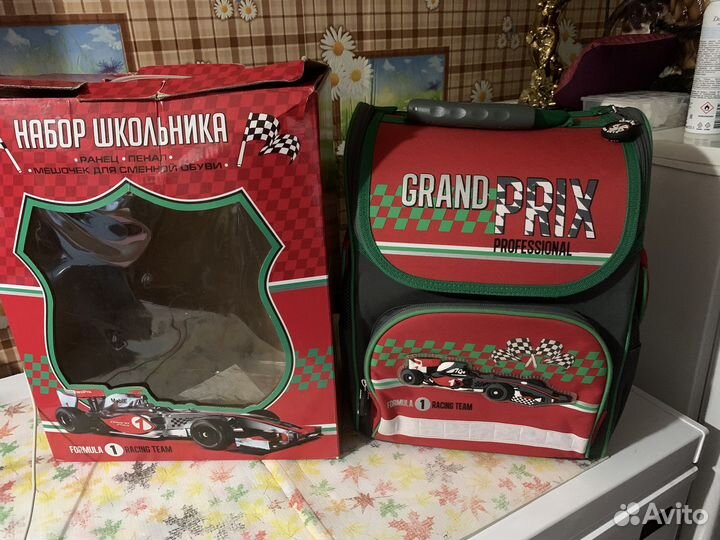 НАБОР ШКОЛЬНИКА
• РАНЕЦ • ПЕНАЛ •
• МЕШОЧЕК ДЛЯ СМЕННОЙ ОБУВИ •
FORMULA 1 RACING TEAM
GRAND PRIX
PROFESSIONAL
FORMULA 1 RACING TEAM
Avito